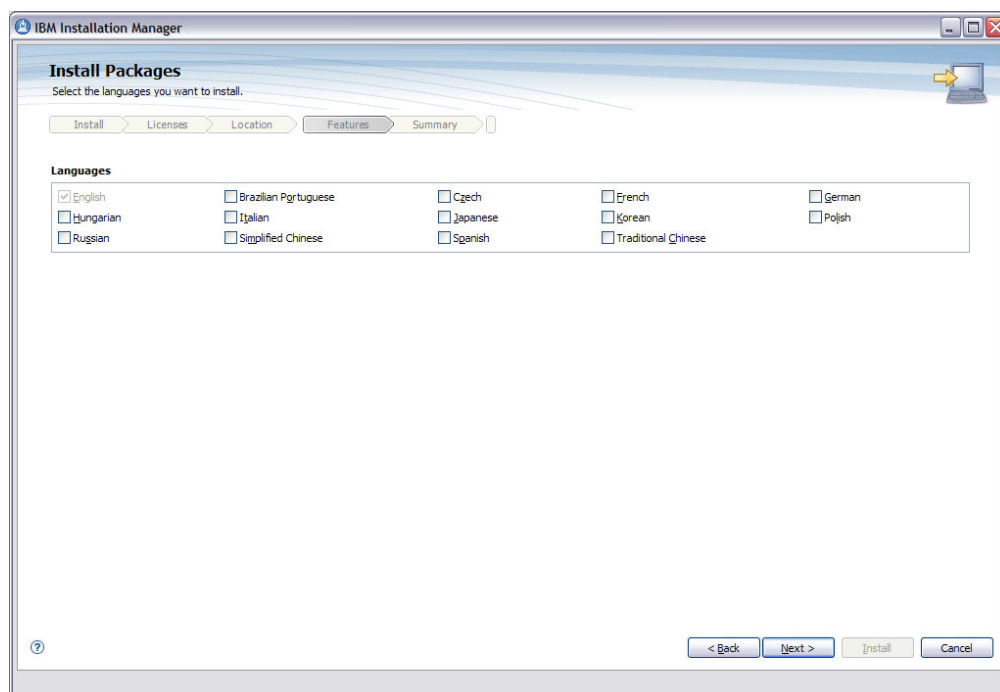 IBM Installation Manager
Install Packages
Select the languages you want to install.
Install Licenses Location Features Summary
Languages
English Brazilian Portuguese Czech French German
Hungarian Italian Japanese Korean Polish
Russian Simplified Chinese Spanish Traditional Chinese
? < Back Next > Install Cancel